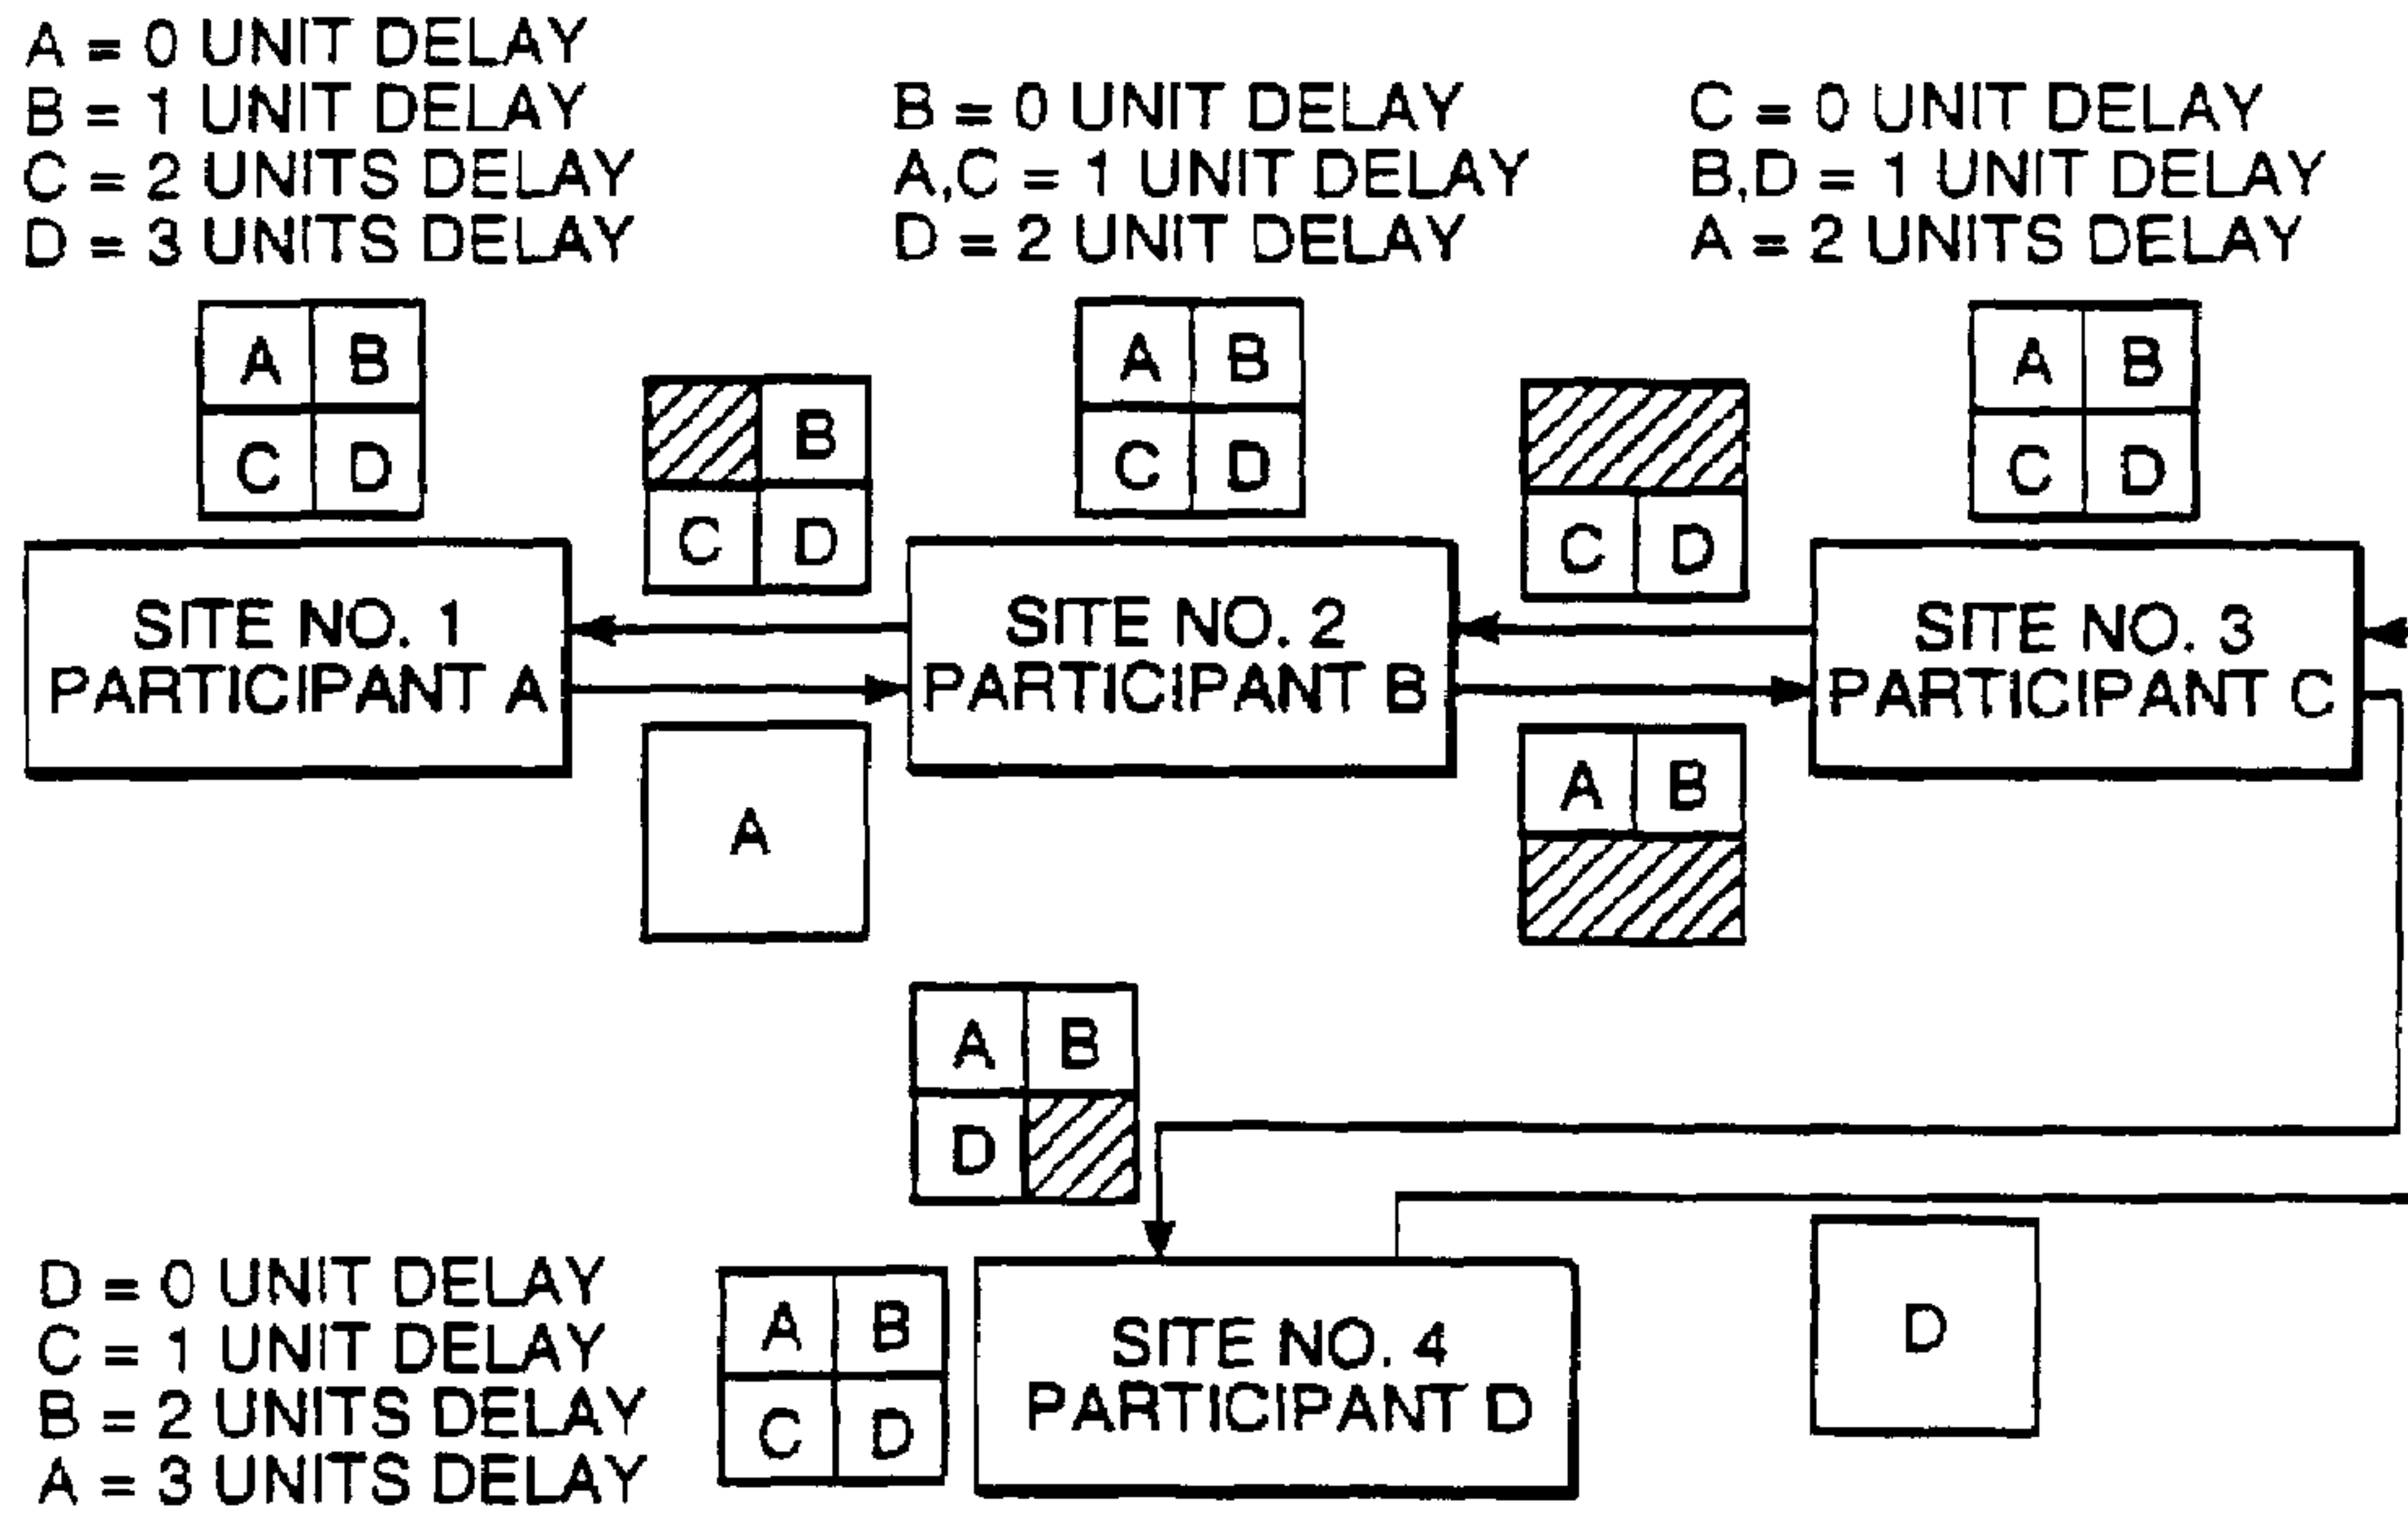 A = 0 UNIT DELAY
B = 1 UNIT DELAY
C = 2 UNITS DELAY
D = 3 UNITS DELAY
B = 0 UNIT DELAY
A,C = 1 UNIT DELAY
D = 2 UNIT DELAY
C = 0 UNIT DELAY
B,D = 1 UNIT DELAY
A = 2 UNITS DELAY
A B
C D
B
C D
A B
C D
C D
A B
C D
SITE NO. 1
PARTICIPANT A
SITE NO. 2
PARTICIPANT B
SITE NO. 3
PARTICIPANT C
A
A B
A B
D
D = 0 UNIT DELAY
C = 1 UNIT DELAY
B = 2 UNITS DELAY
A = 3 UNITS DELAY
A B
C D
SITE NO. 4
PARTICIPANT D
D